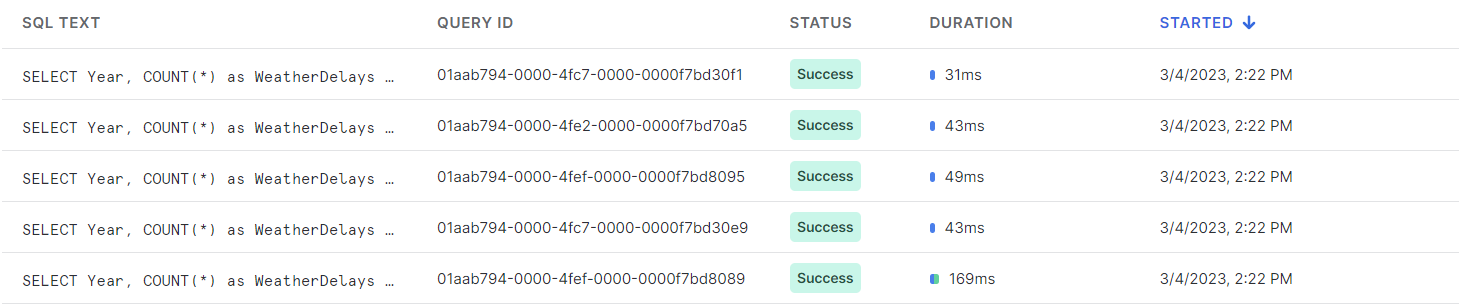 SQL TEXT QUERY ID STATUS DURATION STARTED
SELECT Year, COUNT(*) as WeatherDelays … 01aab794-0000-4fc7-0000-0000f7bd30f1 Success 31ms 3/4/2023, 2:22 PM
SELECT Year, COUNT(*) as WeatherDelays … 01aab794-0000-4fe2-0000-0000f7bd70a5 Success 43ms 3/4/2023, 2:22 PM
SELECT Year, COUNT(*) as WeatherDelays … 01aab794-0000-4fef-0000-0000f7bd8095 Success 49ms 3/4/2023, 2:22 PM
SELECT Year, COUNT(*) as WeatherDelays … 01aab794-0000-4fc7-0000-0000f7bd30e9 Success 43ms 3/4/2023, 2:22 PM
SELECT Year, COUNT(*) as WeatherDelays … 01aab794-0000-4fef-0000-0000f7bd8089 Success 169ms 3/4/2023, 2:22 PM